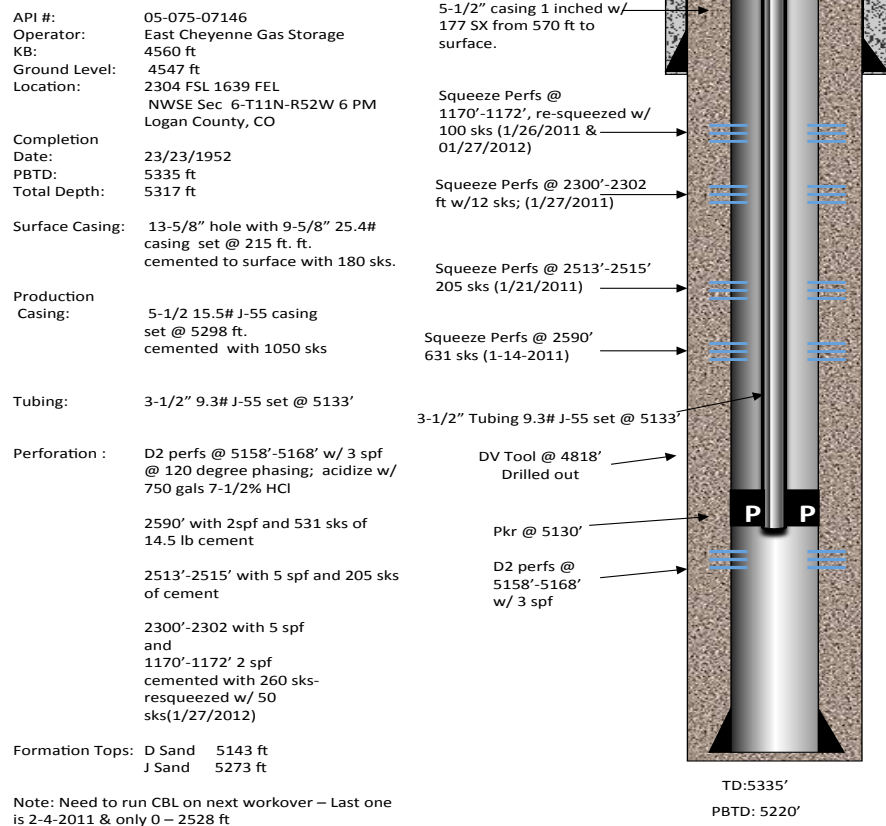 API #: 05-075-07146
Operator: East Cheyenne Gas Storage
KB: 4560 ft
Ground Level: 4547 ft
Location: 2304 FSL 1639 FEL
NWSE Sec 6-T11N-R52W 6 PM
Logan County, CO
Completion
Date: 23/23/1952
PBTD: 5335 ft
Total Depth: 5317 ft
Surface Casing: 13-5/8” hole with 9-5/8” 25.4#
casing set @ 215 ft. ft.
cemented to surface with 180 sks.
Production
Casing: 5-1/2 15.5# J-55 casing
set @ 5298 ft.
cemented with 1050 sks
Tubing: 3-1/2” 9.3# J-55 set @ 5133’
Perforation : D2 perfs @ 5158’-5168’ w/ 3 spf
@ 120 degree phasing; acidize w/
750 gals 7-1/2% HCl
2590’ with 2spf and 531 sks of
14.5 lb cement
2513’-2515’ with 5 spf and 205 sks
of cement
2300’-2302 with 5 spf
and
1170’-1172’ 2 spf
cemented with 260 sks-
resqueezed w/ 50
sks(1/27/2012)
Formation Tops: D Sand 5143 ft
J Sand 5273 ft
Note: Need to run CBL on next workover – Last one
is 2-4-2011 & only 0 – 2528 ft
5-1/2” casing 1 inched w/
177 SX from 570 ft to
surface.
Squeeze Perfs @
1170’-1172’, re-squeezed w/
100 sks (1/26/2011 &
01/27/2012)
Squeeze Perfs @ 2300’-2302
ft w/12 sks; (1/27/2011)
Squeeze Perfs @ 2513’-2515’
205 sks (1/21/2011)
Squeeze Perfs @ 2590’
631 sks (1-14-2011)
3-1/2” Tubing 9.3# J-55 set @ 5133’
DV Tool @ 4818’
Drilled out
Pkr @ 5130’
D2 perfs @
5158’-5168’
w/ 3 spf
P P
TD:5335’
PBTD: 5220’